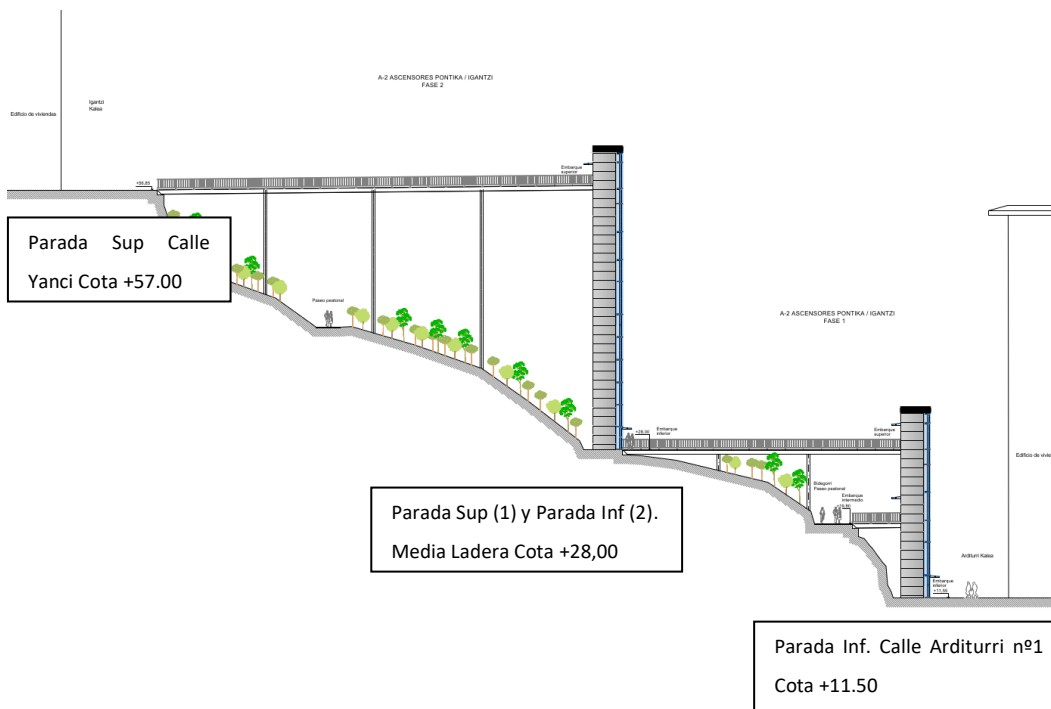 A-2 ASCENSORES PONTIKA / IGANTZI
FASE 2
Igantzi
Kalea
Edificio de viviendas
Embarque
superior
+56.85
Parada Sup Calle
Yanci Cota +57.00
Paseo peatonal
A-2 ASCENSORES PONTIKA / IGANTZI
FASE 1
Embarque
inferior
+28.00
Embarque
superior
Edificio de vivie
Bidegorri
Paseo peatonal
Embarque
intermedio
Parada Sup (1) y Parada Inf (2).
Media Ladera Cota +28,00
Arditurri Kalea
Embarque
inferior
+11.55
Parada Inf. Calle Arditurri nº1
Cota +11.50